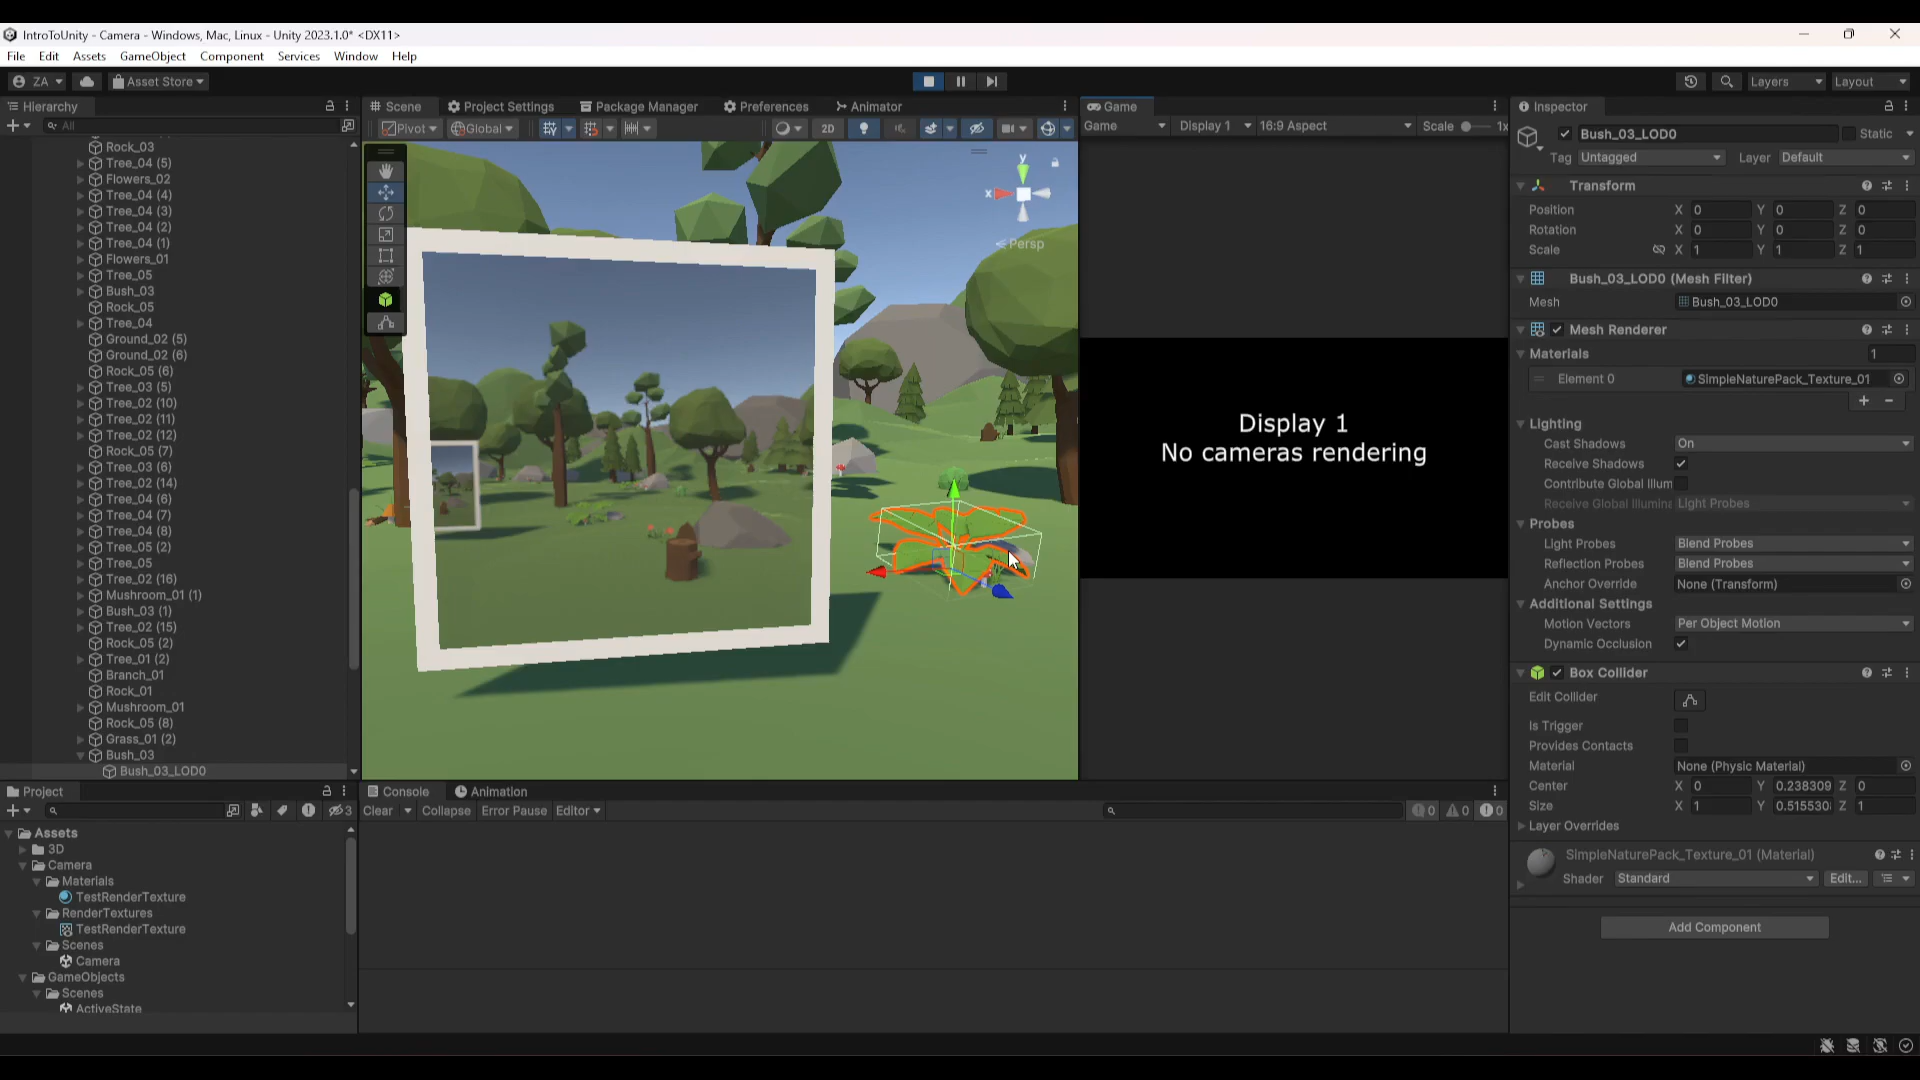 IntroToUnity - Camera - Windows, Mac, Linux - Unity 2023.1.0* <DX11>
File Edit Assets GameObject Component Services Window Help
ZA Asset Store Layers Layout
Hierarchy
All
Rock_03
Tree_04 (5)
Flowers_02
Tree_04 (4)
Tree_04 (3)
Tree_04 (2)
Tree_04 (1)
Flowers_01
Tree_05
Bush_03
Rock_05
Tree_04
Ground_02 (5)
Ground_02 (6)
Rock_05 (6)
Tree_03 (5)
Tree_02 (10)
Tree_02 (11)
Tree_02 (12)
Rock_05 (7)
Tree_03 (6)
Tree_02 (14)
Tree_04 (6)
Tree_04 (7)
Tree_04 (8)
Tree_05 (2)
Tree_05
Tree_02 (16)
Mushroom_01 (1)
Bush_03 (1)
Tree_02 (15)
Rock_05 (2)
Tree_01 (2)
Branch_01
Rock_01
Mushroom_01
Rock_05 (8)
Grass_01 (2)
Bush_03
Bush_03_LOD0
Scene Project Settings Package Manager Preferences Animator
Pivot Global 2D
y
x
Persp
Game
Game Display 1 16:9 Aspect Scale 1x
Display 1
No cameras rendering
Inspector
Bush_03_LOD0 Static
Tag Untagged Layer Default
Transform
Position X 0 Y 0 Z 0
Rotation X 0 Y 0 Z 0
Scale X 1 Y 1 Z 1
Bush_03_LOD0 (Mesh Filter)
Mesh Bush_03_LOD0
Mesh Renderer
Materials 1
Element 0 SimpleNaturePack_Texture_01
Lighting
Cast Shadows On
Receive Shadows
Contribute Global Illum
Receive Global Illumina Light Probes
Probes
Light Probes Blend Probes
Reflection Probes Blend Probes
Anchor Override None (Transform)
Additional Settings
Motion Vectors Per Object Motion
Dynamic Occlusion
Box Collider
Edit Collider
Is Trigger
Provides Contacts
Material None (Physic Material)
Center X 0 Y 0.238309 Z 0
Size X 1 Y 0.515530 Z 1
Layer Overrides
SimpleNaturePack_Texture_01 (Material)
Shader Standard Edit...
Add Component
Project
3
Assets
3D
Camera
Materials
TestRenderTexture
RenderTextures
TestRenderTexture
Scenes
Camera
GameObjects
Scenes
ActiveState
Console Animation
Clear Collapse Error Pause Editor 0 0 0